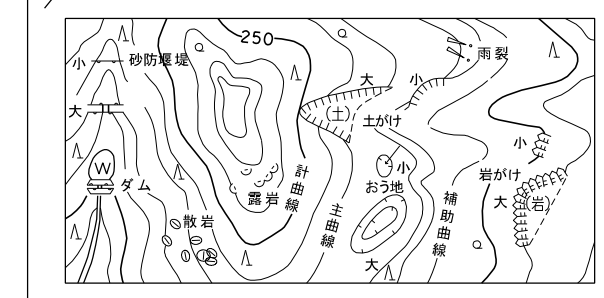 250
雨裂
小
砂防堰堤
大
小
大
(土)
土がけ
小
W
ダム
小
おう地
岩がけ
大
(岩)
露岩
計曲線
主曲線
補助曲線
散岩
大